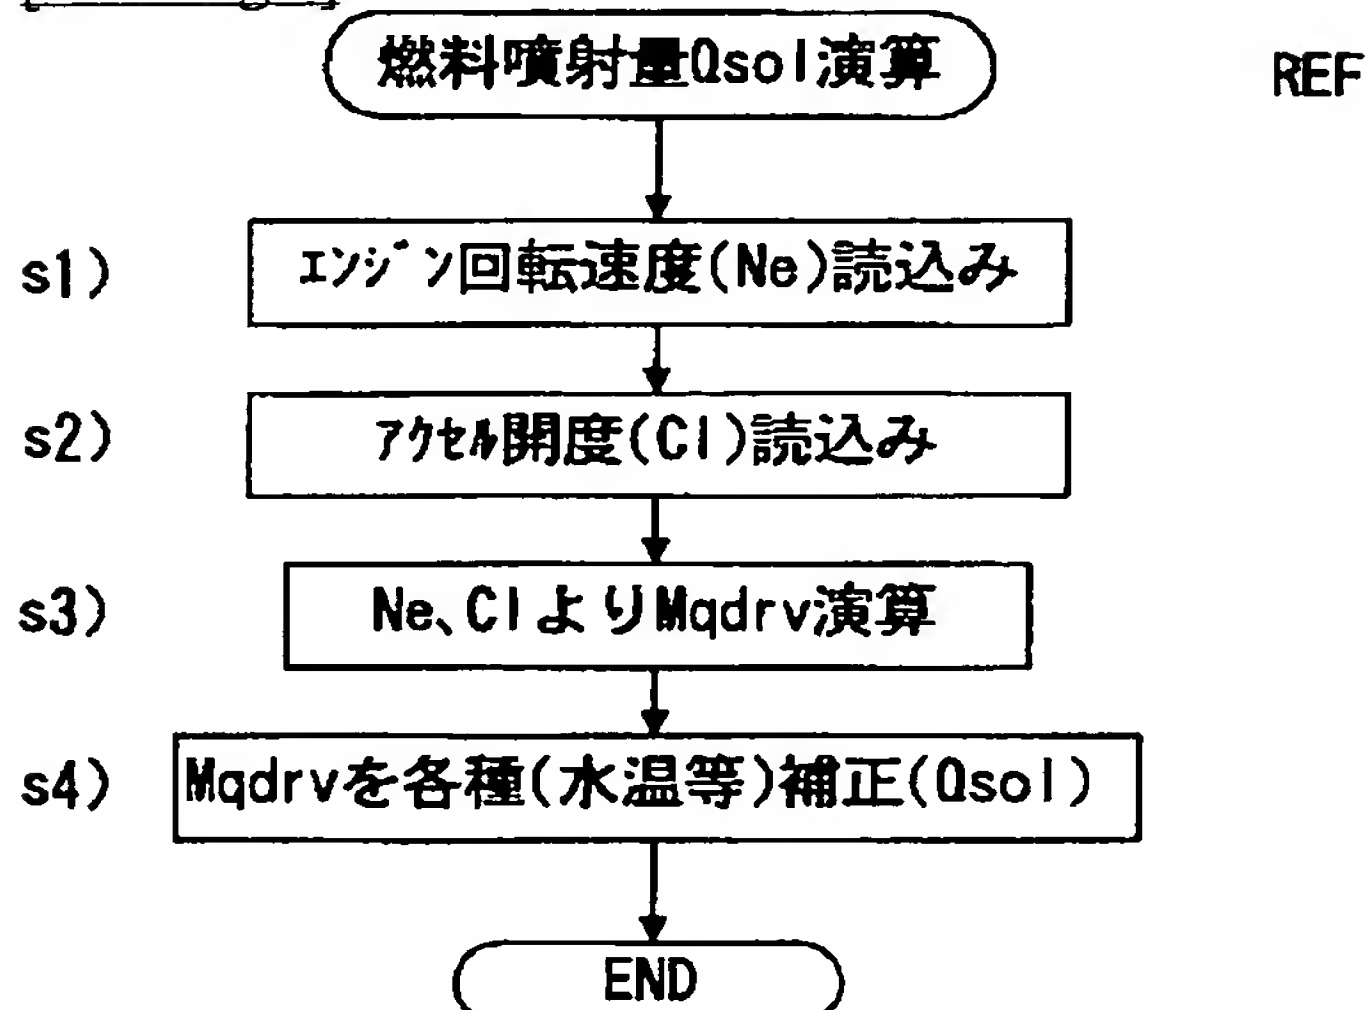 燃料噴射量Qsol演算
REF
s1) エンジン回転速度(Ne)読込み
s2) アクセル開度(Cl)読込み
s3) Ne、ClよりMqdrv演算
s4) Mqdrvを各種(水温等)補正(Qsol)
END